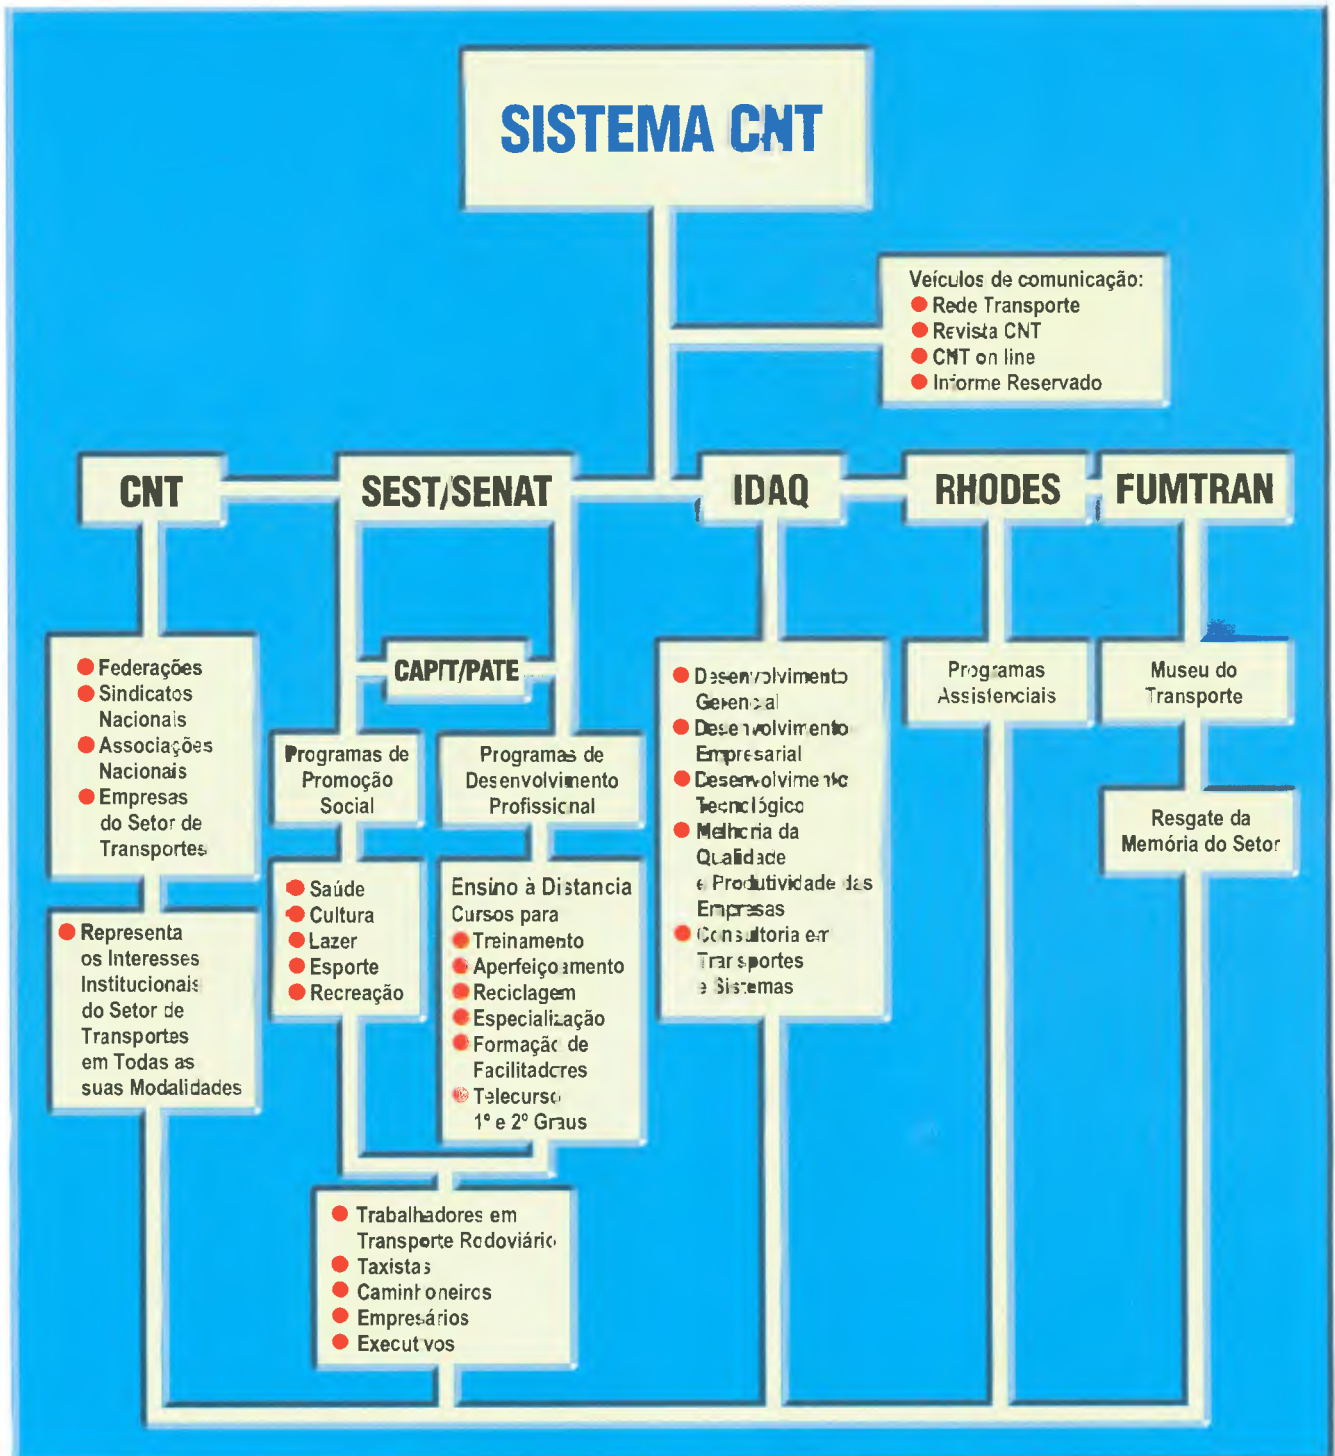 SISTEMA CNT
Veículos de comunicação:
Rede Transporte
Revista CNT
CNT on line
Informe Reservado
CNT
SEST/SENAT
IDAQ
RHODES
FUMTRAN
Federações
Sindicatos
Nacionais
Associações
Nacionais
Empresas
do Setor de
Transportes
Representa
os Interesses
Institucionais
do Setor de
Transportes
em Todas as
suas Modalidades
CAPIT/PATE
Programas de
Promoção
Social
Saúde
Cultura
Lazer
Esporte
Recreação
Programas de
Desenvolvimento
Profissional
Ensino à Distancia
Cursos para
Treinamento
Aperfeiçoamento
Reciclagem
Especialização
Formação de
Facilitadores
Telecurso
1º e 2º Graus
Trabalhadores em
Transporte Rodoviário
Taxistas
Caminhoneiros
Empresários
Executivos
Desenvolvimento
Gerencial
Desenvolvimento
Empresarial
Desenvolvimento
Tecnológico
Melhoria da
Qualidade
e Produtividade das
Empresas
Consultoria em
Transportes
e Sistemas
Programas
Assistenciais
Museu do
Transporte
Resgate da
Memória do Setor